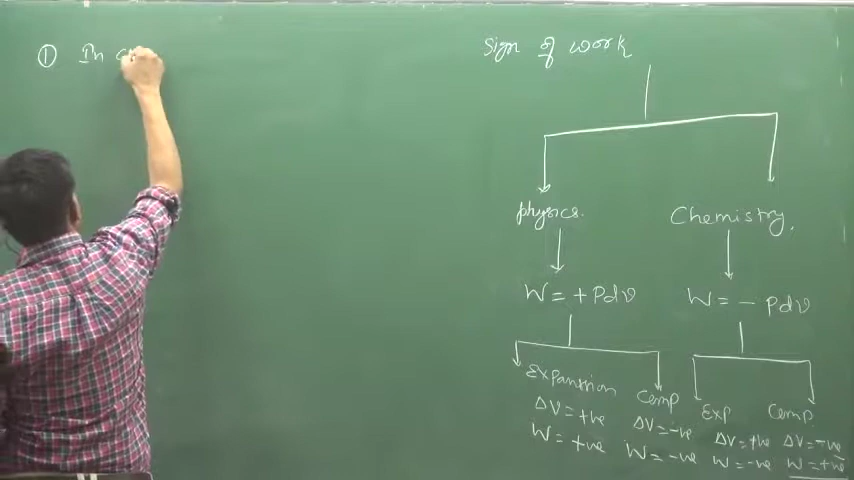 ① In
Sign of work
Physics.
Chemistry,
W = + Pdv
W = - Pdv
Expanstion
Comp
Exp
Comp
ΔV = +ve
ΔV = -ve
ΔV = +ve
ΔV = -ve
W = +ve
W = -ve
W = -ve
W = +ve